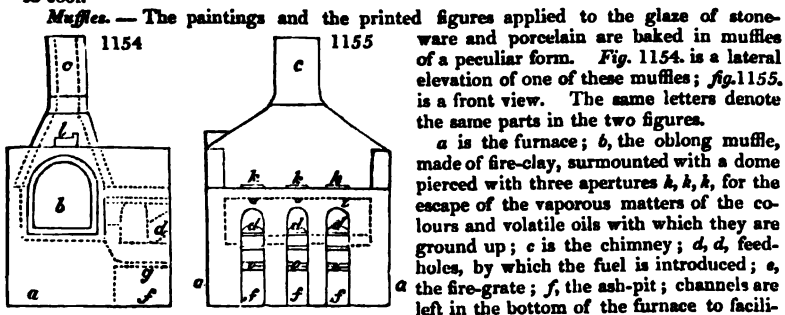 Muffles. — The paintings and the printed figures applied to the glaze of stone-
1154
1155
c
l
b
d
g
a
f
c
k k k
l
d d d
e e e
a
f f f
a
ware and porcelain are baked in muffles
of a peculiar form. Fig. 1154. is a lateral
elevation of one of these muffles; fig.1155.
is a front view. The same letters denote
the same parts in the two figures.
a is the furnace; b, the oblong muffle,
made of fire-clay, surmounted with a dome
pierced with three apertures k, k, k, for the
escape of the vaporous matters of the co-
lours and volatile oils with which they are
ground up; c is the chimney; d, d, feed-
holes, by which the fuel is introduced; e,
the fire-grate; f, the ash-pit; channels are
left in the bottom of the furnace to facili-